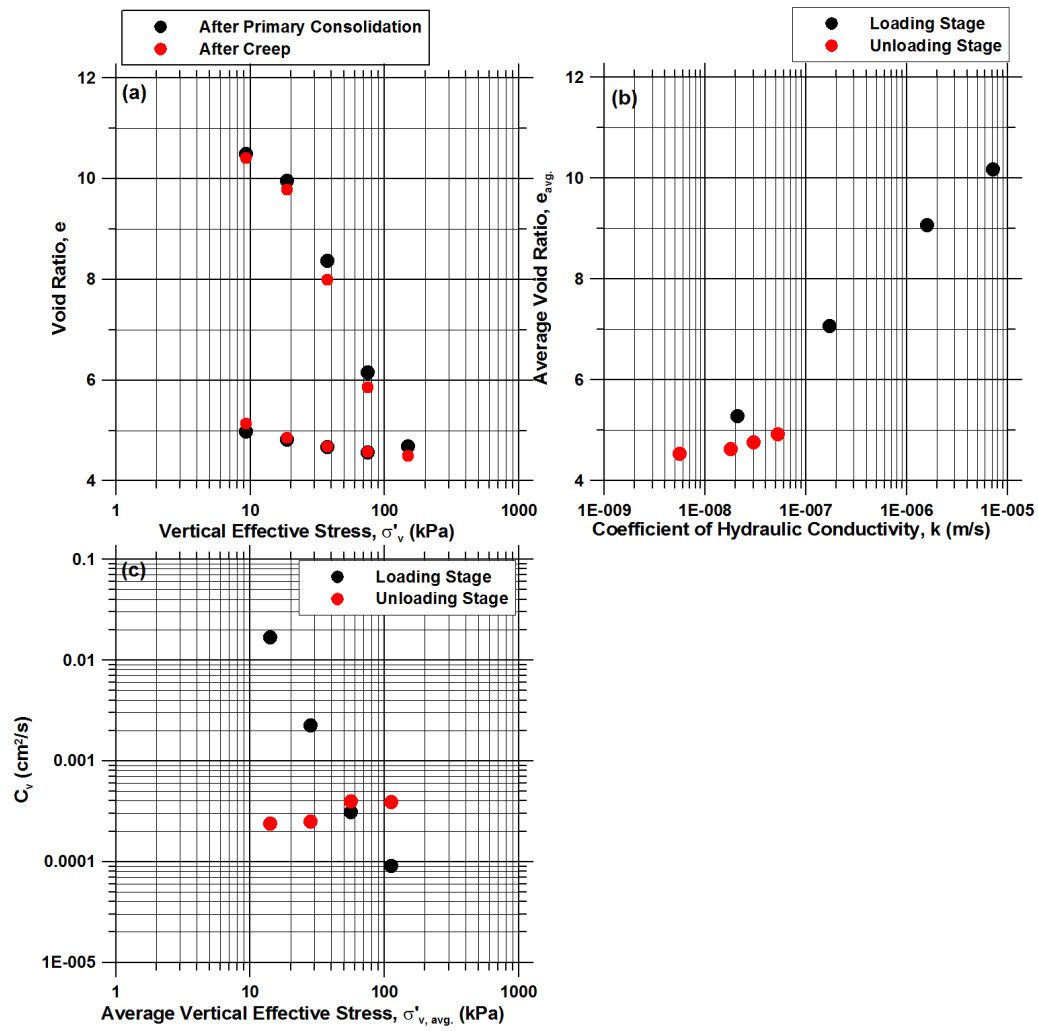 After Primary Consolidation
After Creep
(a)
12
10
8
6
4
Void Ratio, e
1 10 100 1000
Vertical Effective Stress, σ'v (kPa)
Loading Stage
Unloading Stage
(b)
12
10
8
6
4
Average Void Ratio, eavg.
1E-009 1E-008 1E-007 1E-006 1E-005
Coefficient of Hydraulic Conductivity, k (m/s)
(c)
Loading Stage
Unloading Stage
0.1
0.01
0.001
0.0001
1E-005
Cv (cm²/s)
1 10 100 1000
Average Vertical Effective Stress, σ'v, avg. (kPa)